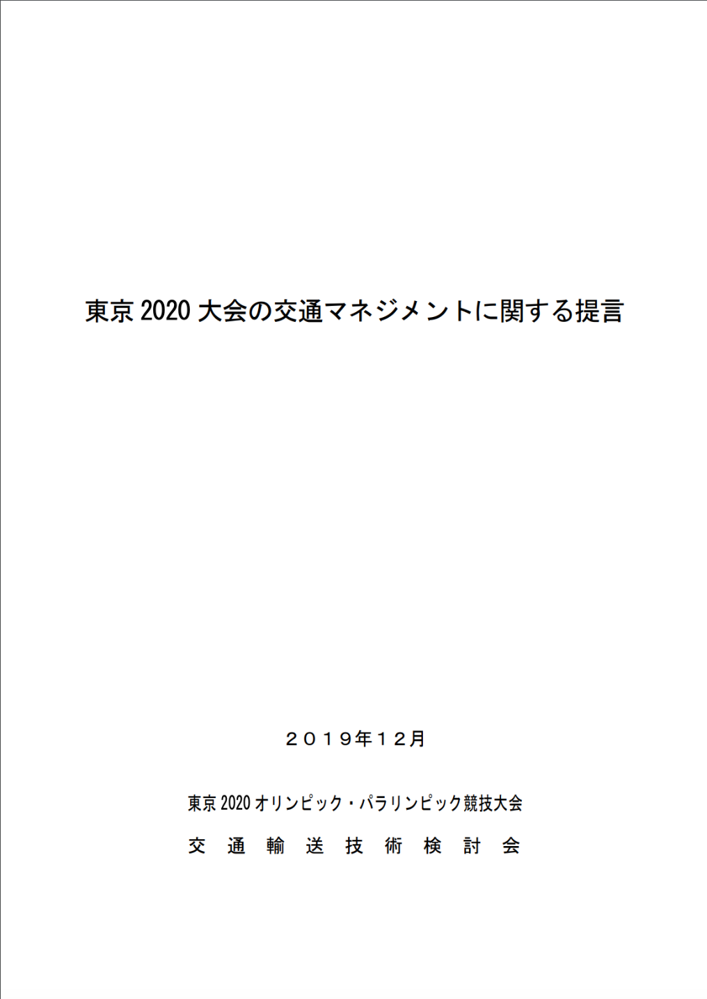 東京 2020 大会の交通マネジメントに関する提言
２０１９年１２月
東京 2020 オリンピック・パラリンピック競技大会
交 通 輸 送 技 術 検 討 会